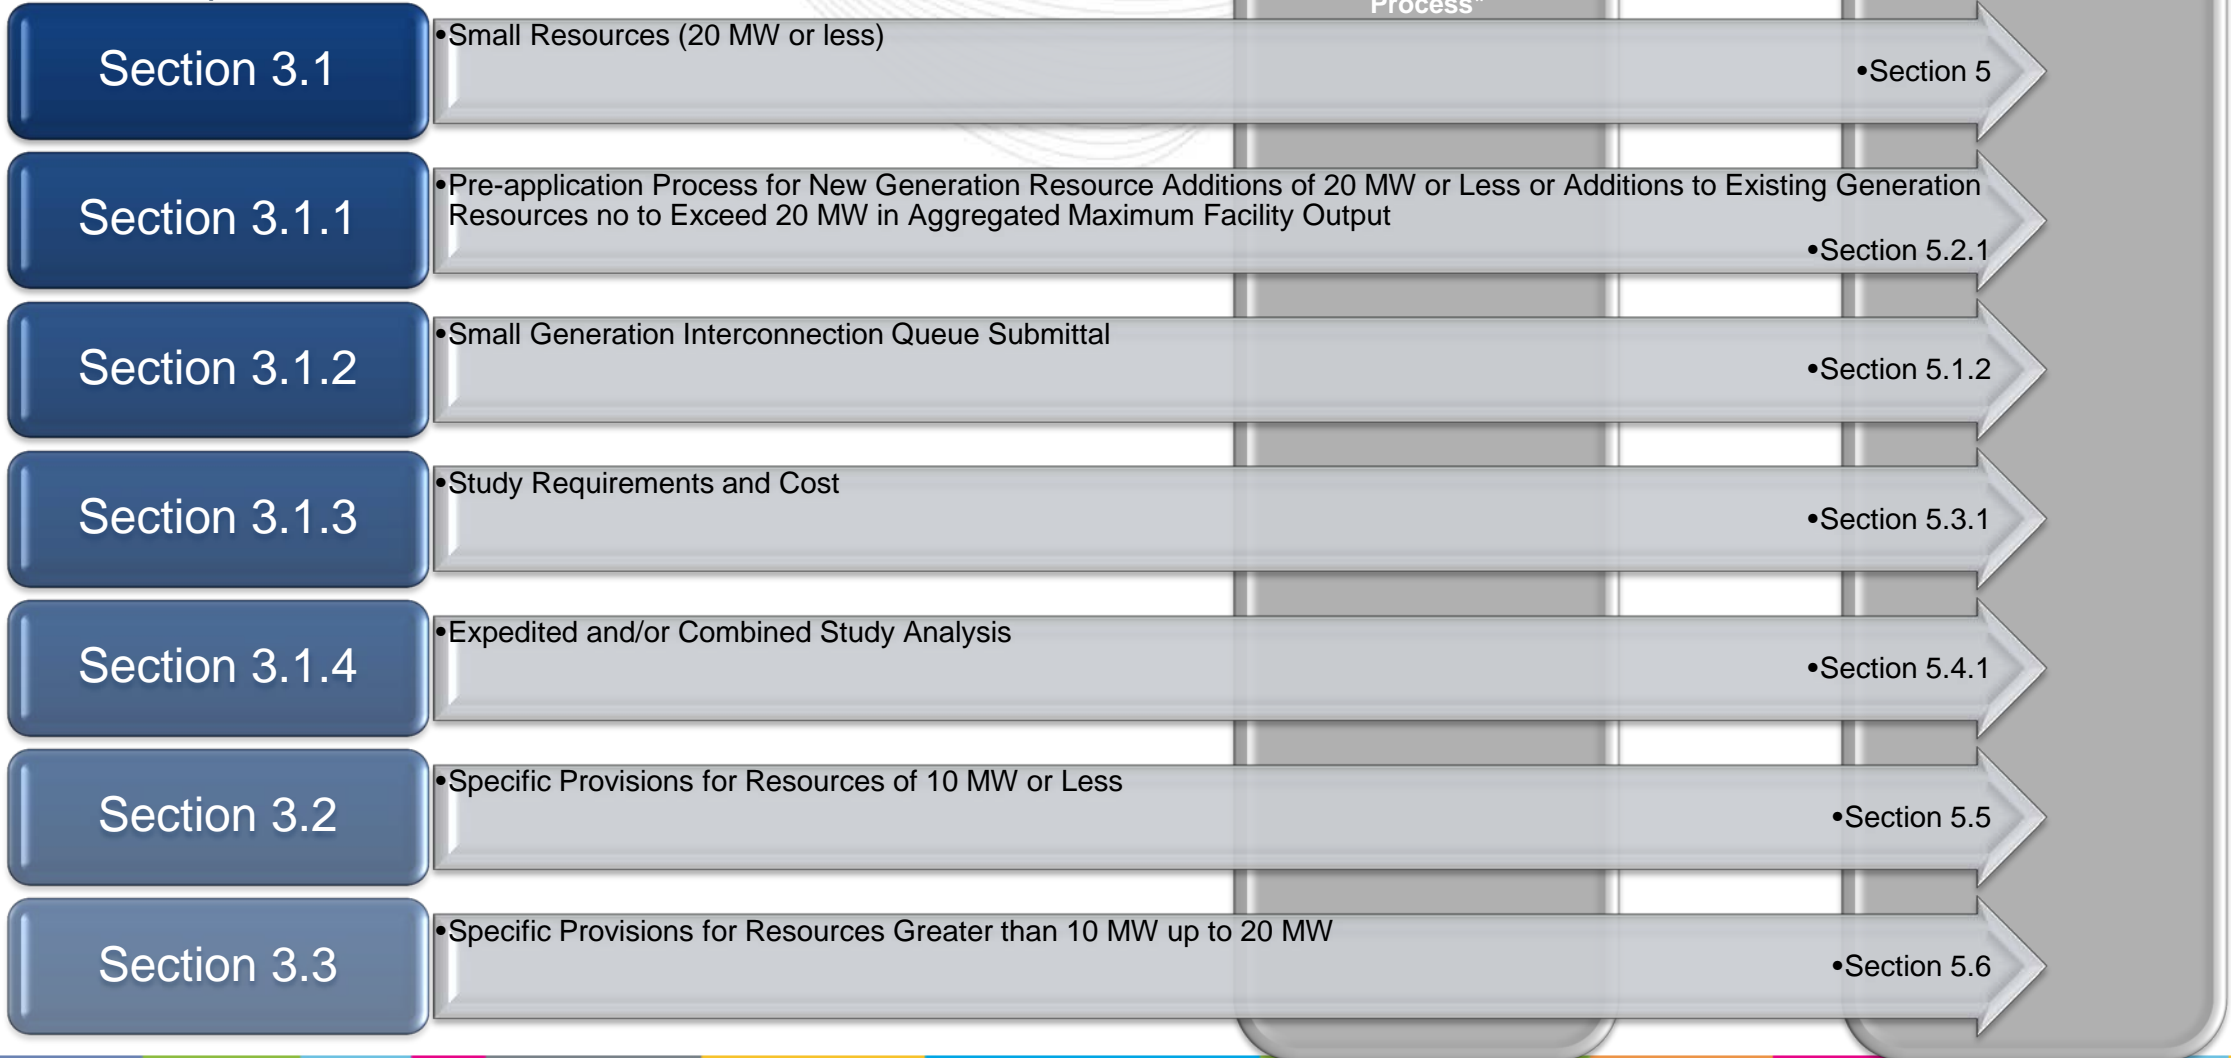 Process"
Section 3.1
•Small Resources (20 MW or less)
•Section 5
Section 3.1.1
•Pre-application Process for New Generation Resource Additions of 20 MW or Less or Additions to Existing Generation
Resources no to Exceed 20 MW in Aggregated Maximum Facility Output
•Section 5.2.1
Section 3.1.2
•Small Generation Interconnection Queue Submittal
•Section 5.1.2
Section 3.1.3
•Study Requirements and Cost
•Section 5.3.1
Section 3.1.4
•Expedited and/or Combined Study Analysis
•Section 5.4.1
Section 3.2
•Specific Provisions for Resources of 10 MW or Less
•Section 5.5
Section 3.3
•Specific Provisions for Resources Greater than 10 MW up to 20 MW
•Section 5.6